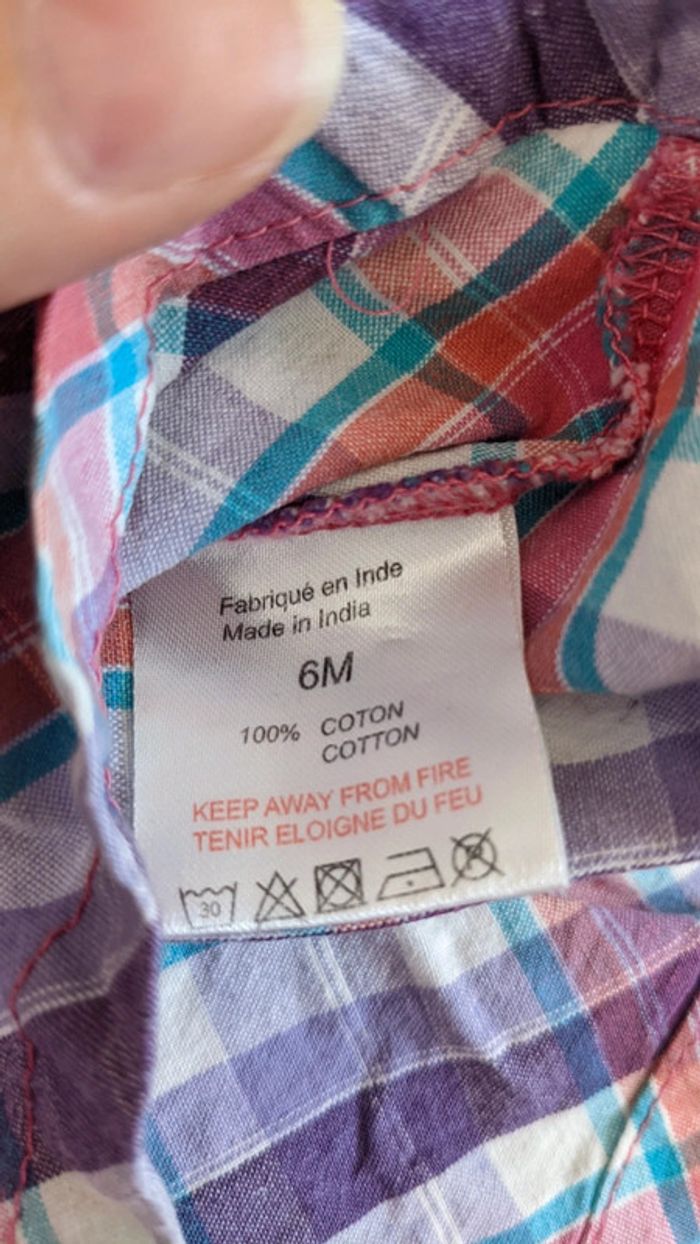 Fabriqué en Inde
Made in India
6M
100% COTON
COTTON
KEEP AWAY FROM FIRE
TENIR ELOIGNE DU FEU
30